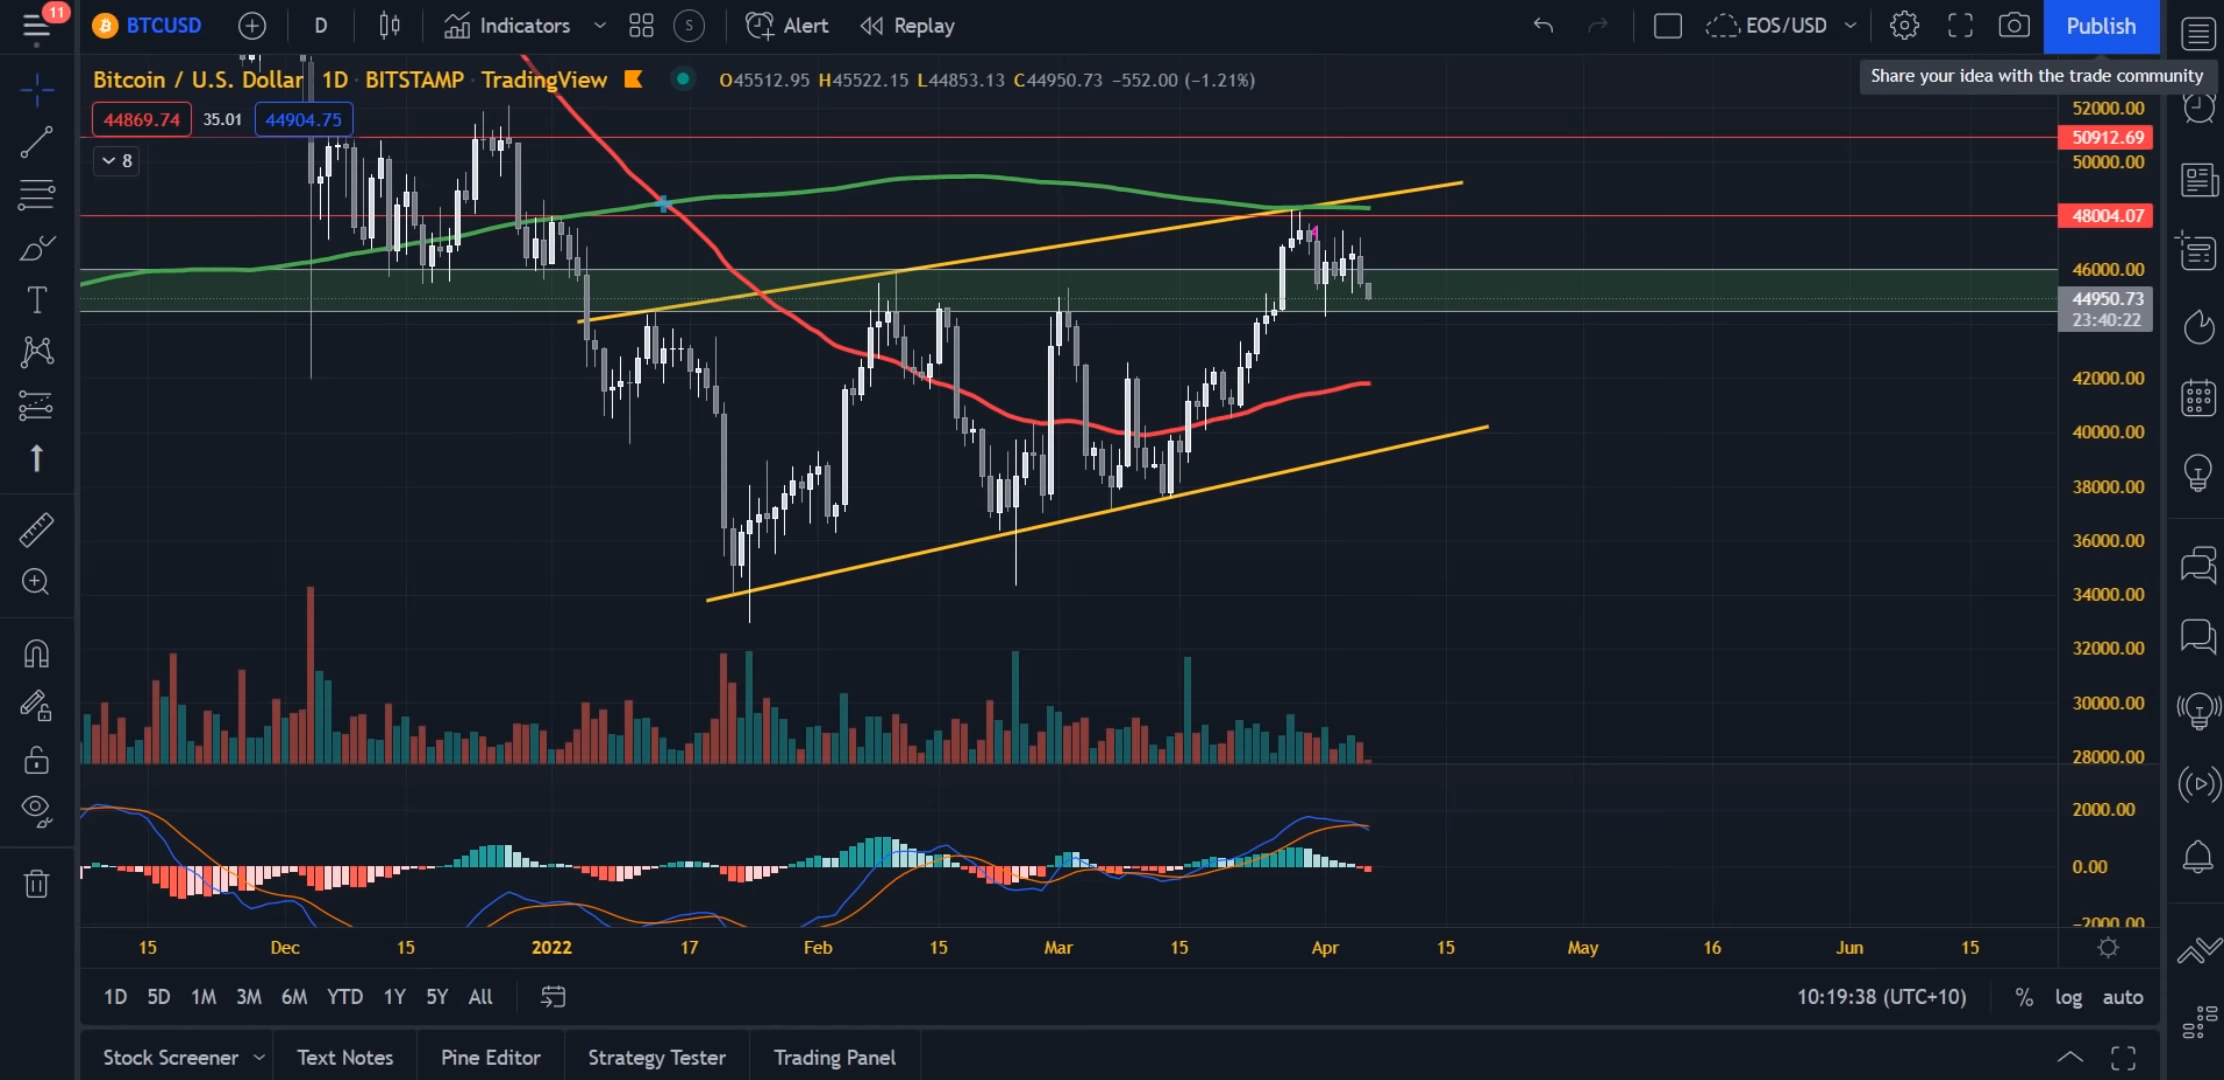 11
BTCUSD
D
Indicators
S
Alert
Replay
EOS/USD
Publish
Share your idea with the trade community
Bitcoin / U.S. Dollar 1D · BITSTAMP · TradingView
O45512.95 H45522.15 L44853.13 C44950.73 −552.00 (−1.21%)
44869.74 35.01 44904.75
8
52000.00
50912.69
50000.00
48004.07
46000.00
44950.73
23:40:22
42000.00
40000.00
38000.00
36000.00
34000.00
32000.00
30000.00
28000.00
2000.00
0.00
−2000.00
15 Dec 15 2022 17 Feb 15 Mar 15 Apr 15 May 16 Jun 15
1D 5D 1M 3M 6M YTD 1Y 5Y All
10:19:38 (UTC+10) % log auto
Stock Screener Text Notes Pine Editor Strategy Tester Trading Panel